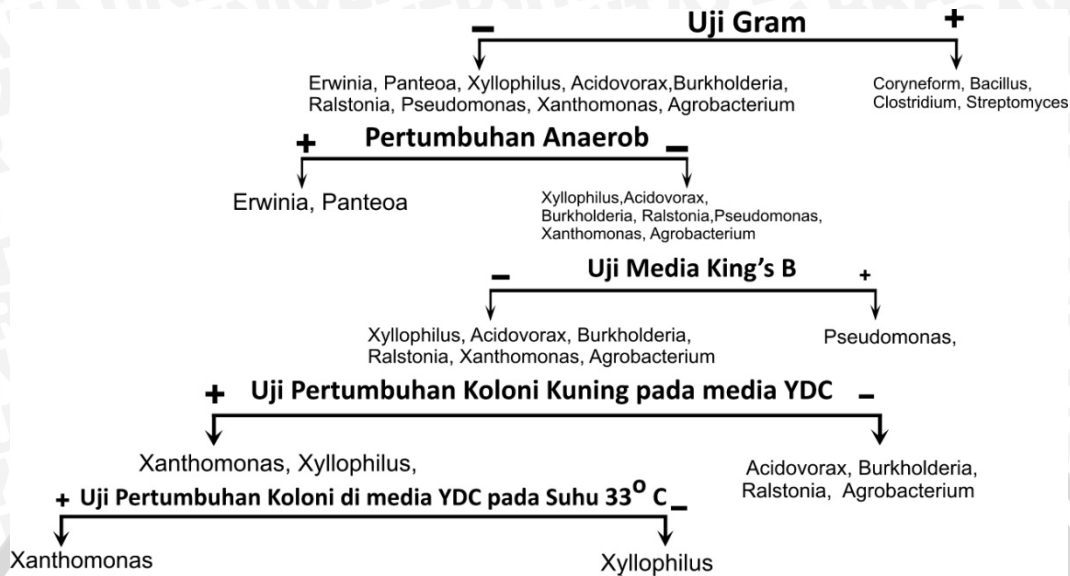 − Uji Gram +
Erwinia, Panteoa, Xyllophilus, Acidovorax,Burkholderia,
Ralstonia, Pseudomonas, Xanthomonas, Agrobacterium
Coryneform, Bacillus,
Clostridium, Streptomyces
+ Pertumbuhan Anaerob −
Erwinia, Panteoa
Xyllophilus,Acidovorax,
Burkholderia, Ralstonia,Pseudomonas,
Xanthomonas, Agrobacterium
− Uji Media King's B +
Xyllophilus, Acidovorax, Burkholderia,
Ralstonia, Xanthomonas, Agrobacterium
Pseudomonas,
+ Uji Pertumbuhan Koloni Kuning pada media YDC −
Xanthomonas, Xyllophilus,
Acidovorax, Burkholderia,
Ralstonia, Agrobacterium
+ Uji Pertumbuhan Koloni di media YDC pada Suhu 33⁰ C −
Xanthomonas
Xyllophilus